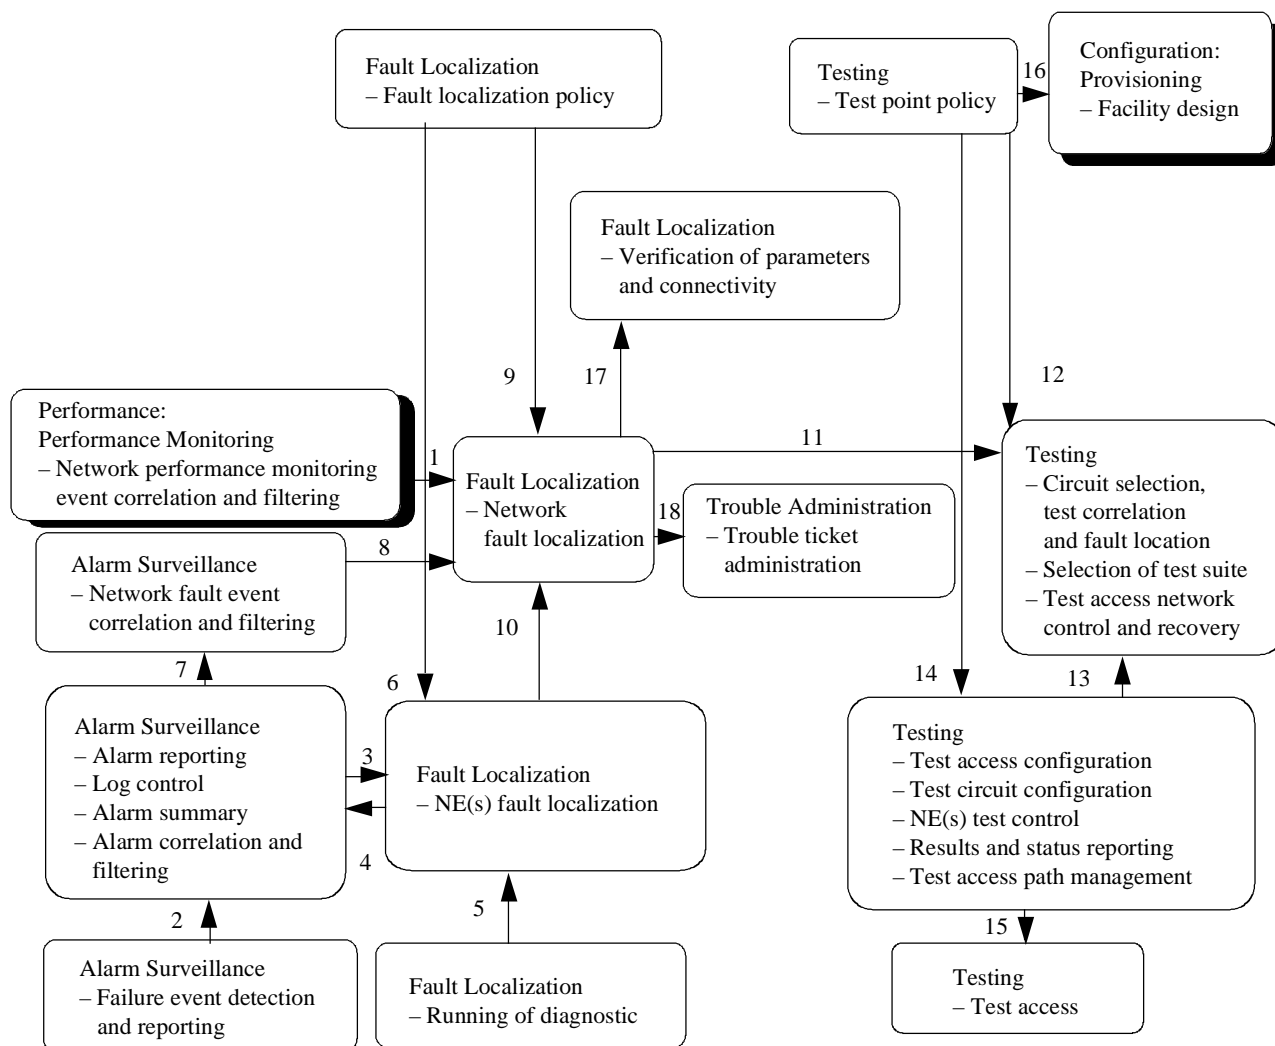 Fault Localization
– Fault localization policy
Testing
– Test point policy
16
Configuration:
Provisioning
– Facility design
Fault Localization
– Verification of parameters
and connectivity
9
17
12
Performance:
Performance Monitoring
– Network performance monitoring
event correlation and filtering
1
Fault Localization
– Network
fault localization
11
18
Trouble Administration
– Trouble ticket
administration
Testing
– Circuit selection,
test correlation
and fault location
– Selection of test suite
– Test access network
control and recovery
8
Alarm Surveillance
– Network fault event
correlation and filtering
10
7
6
14
13
Alarm Surveillance
– Alarm reporting
– Log control
– Alarm summary
– Alarm correlation and
filtering
3
4
Fault Localization
– NE(s) fault localization
Testing
– Test access configuration
– Test circuit configuration
– NE(s) test control
– Results and status reporting
– Test access path management
2
5
15
Alarm Surveillance
– Failure event detection
and reporting
Fault Localization
– Running of diagnostic
Testing
– Test access